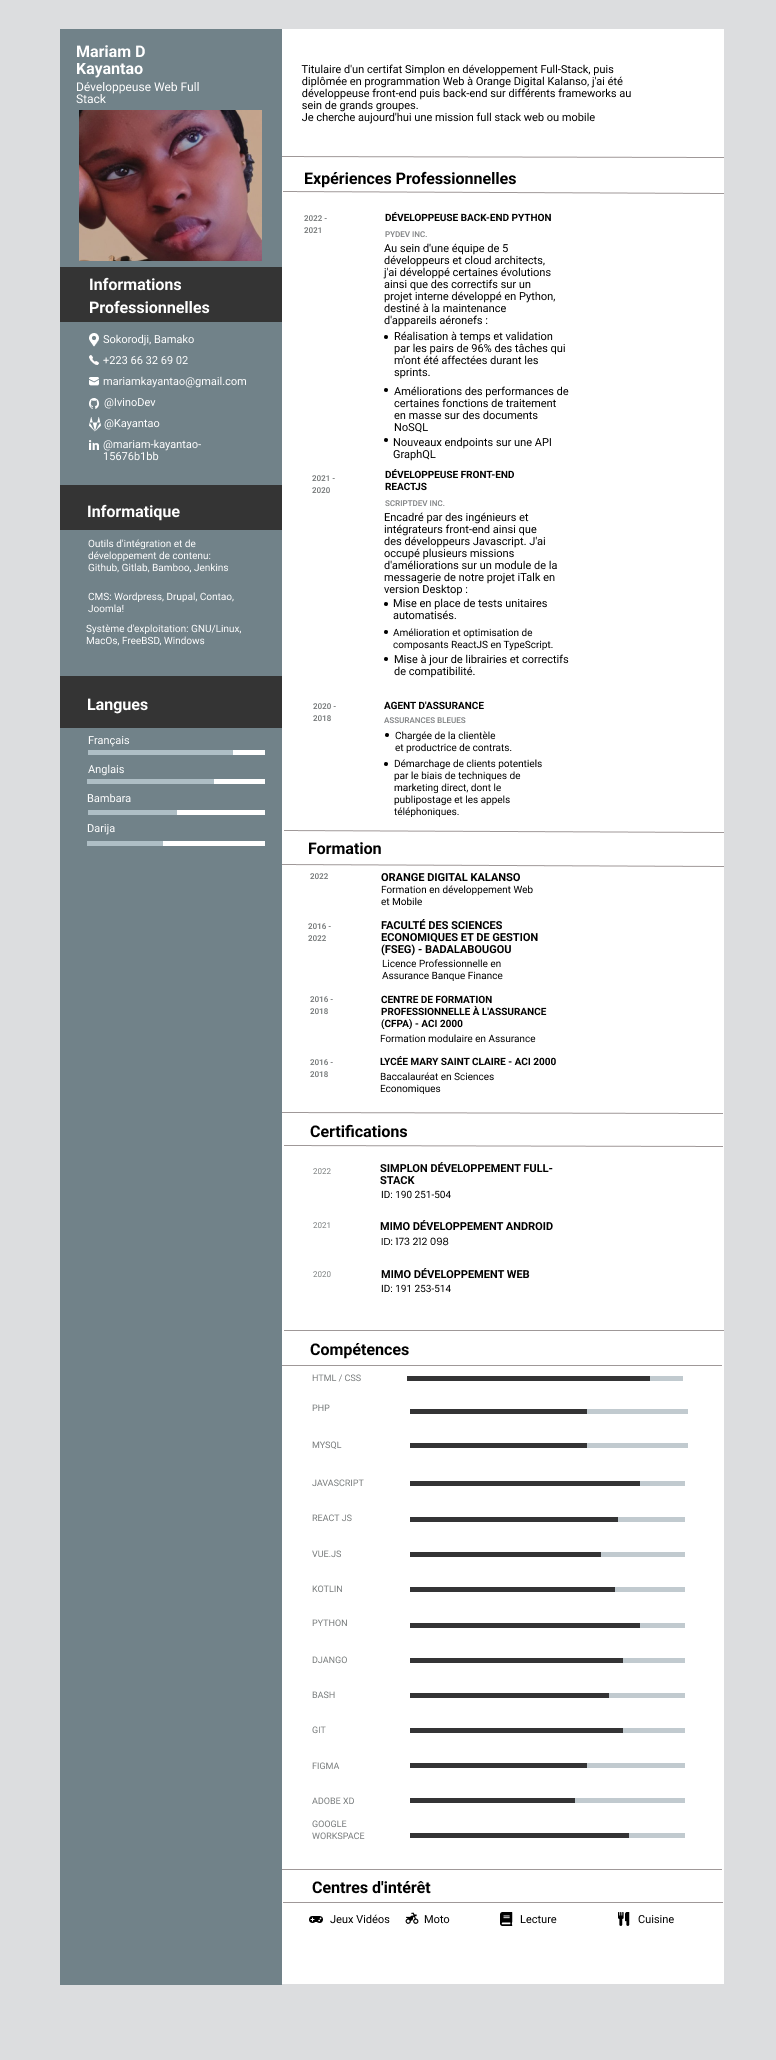 Mariam D
Kayantao
Développeuse Web Full
Stack
Informations
Professionnelles
Sokorodji, Bamako
+223 66 32 69 02
mariamkayantao@gmail.com
@IvinoDev
@Kayantao
@mariam-kayantao-
15676b1bb
Informatique
Outils d'intégration et de
développement de contenu:
Github, Gitlab, Bamboo, Jenkins
CMS: Wordpress, Drupal, Contao,
Joomla!
Système d'exploitation: GNU/Linux,
MacOs, FreeBSD, Windows
Langues
Français
Anglais
Bambara
Darija
Titulaire d'un certifat Simplon en développement Full-Stack, puis
diplômée en programmation Web à Orange Digital Kalanso, j'ai été
développeuse front-end puis back-end sur différents frameworks au
sein de grands groupes.
Je cherche aujourd'hui une mission full stack web ou mobile
Expériences Professionnelles
2022 -
2021
DÉVELOPPEUSE BACK-END PYTHON
PYDEV INC.
Au sein d'une équipe de 5
développeurs et cloud architects,
j'ai développé certaines évolutions
ainsi que des correctifs sur un
projet interne développé en Python,
destiné à la maintenance
d'appareils aéronefs :
• Réalisation à temps et validation
par les pairs de 96% des tâches qui
m'ont été affectées durant les
sprints.
• Améliorations des performances de
certaines fonctions de traitement
en masse sur des documents
NoSQL
• Nouveaux endpoints sur une API
GraphQL
2021 -
2020
DÉVELOPPEUSE FRONT-END
REACTJS
SCRIPTDEV INC.
Encadré par des ingénieurs et
intégrateurs front-end ainsi que
des développeurs Javascript. J'ai
occupé plusieurs missions
d'améliorations sur un module de la
messagerie de notre projet iTalk en
version Desktop :
• Mise en place de tests unitaires
automatisés.
• Amélioration et optimisation de
composants ReactJS en TypeScript.
• Mise à jour de librairies et correctifs
de compatibilité.
2020 -
2018
AGENT D'ASSURANCE
ASSURANCES BLEUES
• Chargée de la clientèle
et productrice de contrats.
• Démarchage de clients potentiels
par le biais de techniques de
marketing direct, dont le
publipostage et les appels
téléphoniques.
Formation
2022
ORANGE DIGITAL KALANSO
Formation en développement Web
et Mobile
2016 -
2022
FACULTÉ DES SCIENCES
ECONOMIQUES ET DE GESTION
(FSEG) - BADALABOUGOU
Licence Professionnelle en
Assurance Banque Finance
2016 -
2018
CENTRE DE FORMATION
PROFESSIONNELLE À L'ASSURANCE
(CFPA) - ACI 2000
Formation modulaire en Assurance
2016 -
2018
LYCÉE MARY SAINT CLAIRE - ACI 2000
Baccalauréat en Sciences
Economiques
Certifications
2022
SIMPLON DÉVELOPPEMENT FULL-
STACK
ID: 190 251-504
2021
MIMO DÉVELOPPEMENT ANDROID
ID: 173 212 098
2020
MIMO DÉVELOPPEMENT WEB
ID: 191 253-514
Compétences
HTML / CSS
PHP
MYSQL
JAVASCRIPT
REACT JS
VUE.JS
KOTLIN
PYTHON
DJANGO
BASH
GIT
FIGMA
ADOBE XD
GOOGLE
WORKSPACE
Centres d'intérêt
Jeux Vidéos Moto Lecture Cuisine